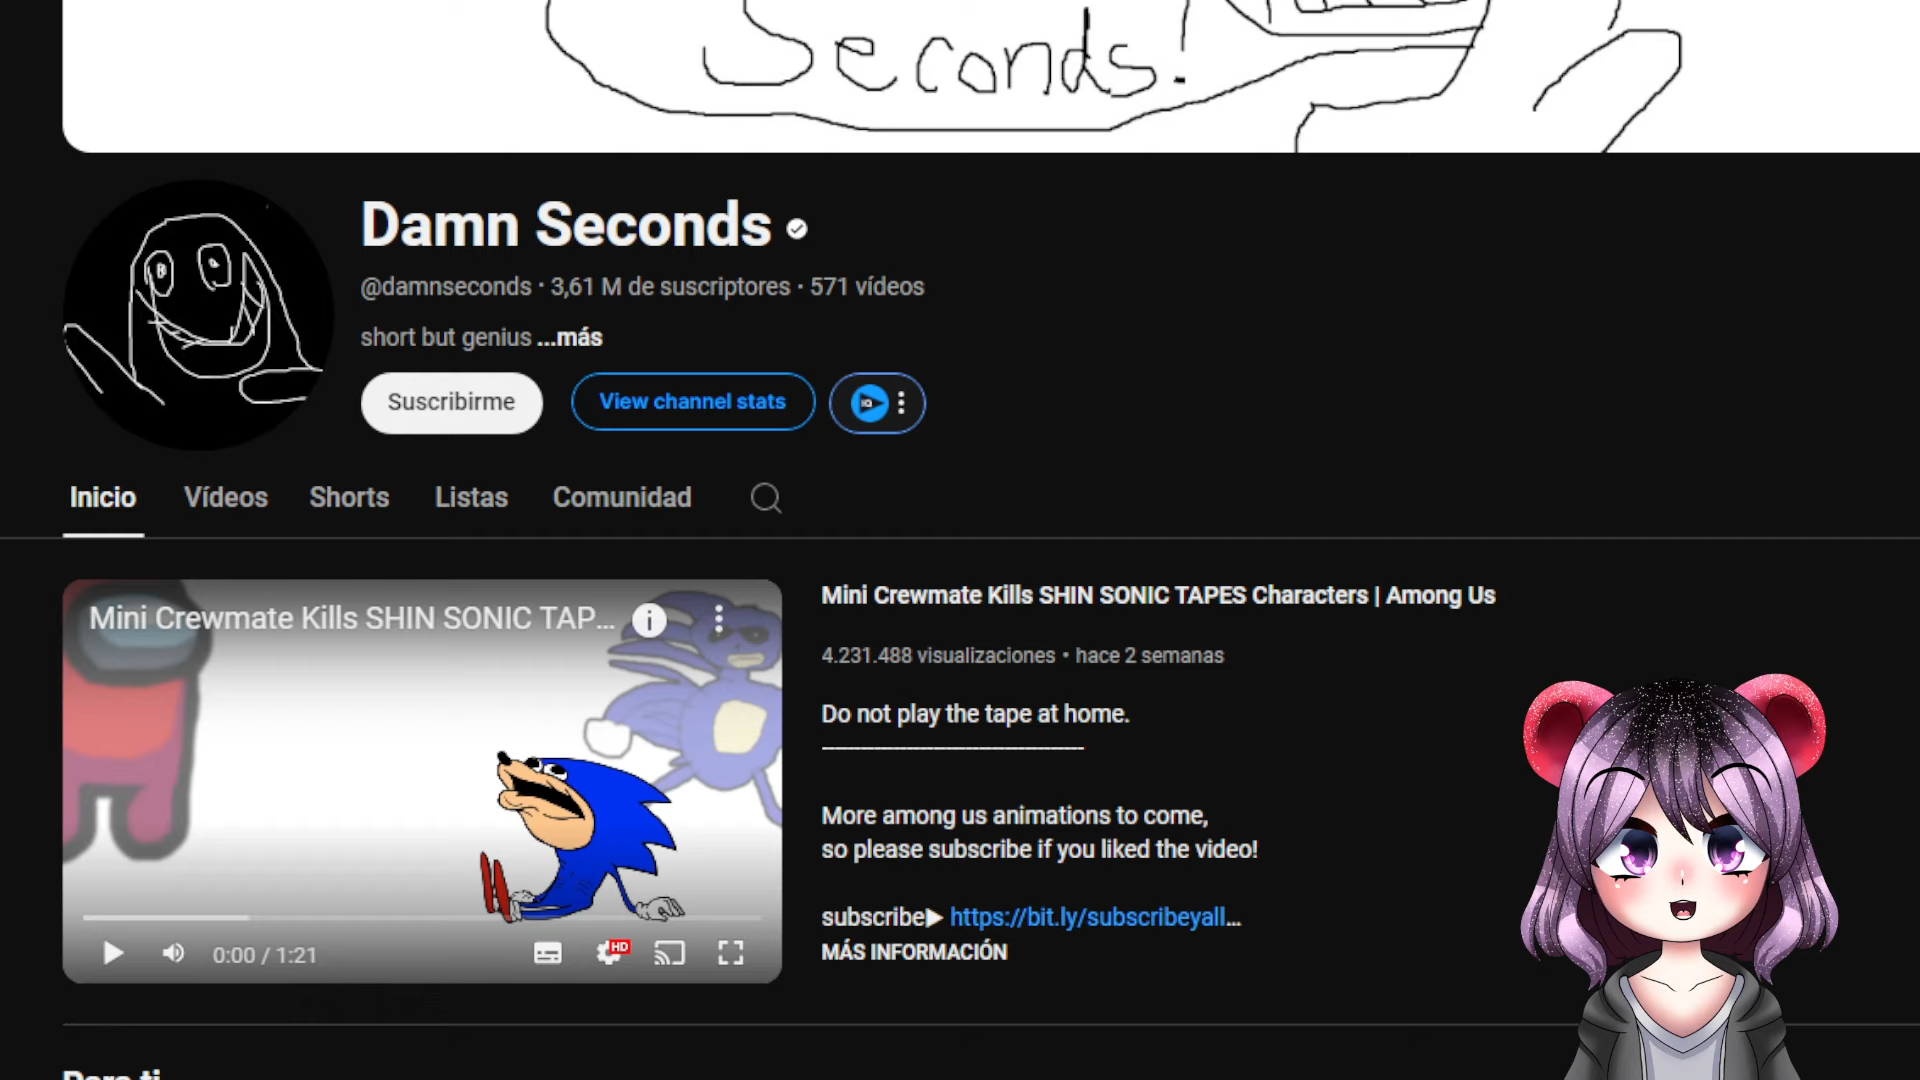 Seconds!
Damn Seconds
@damnseconds · 3,61 M de suscriptores · 571 vídeos
short but genius ...más
Suscribirme
View channel stats
Inicio
Vídeos
Shorts
Listas
Comunidad
Mini Crewmate Kills SHIN SONIC TAP...
0:00 / 1:21
HD
Mini Crewmate Kills SHIN SONIC TAPES Characters | Among Us
4.231.488 visualizaciones · hace 2 semanas
Do not play the tape at home.
More among us animations to come,
so please subscribe if you liked the video!
subscribe▶ https://bit.ly/subscribeyall...
MÁS INFORMACIÓN
Para ti